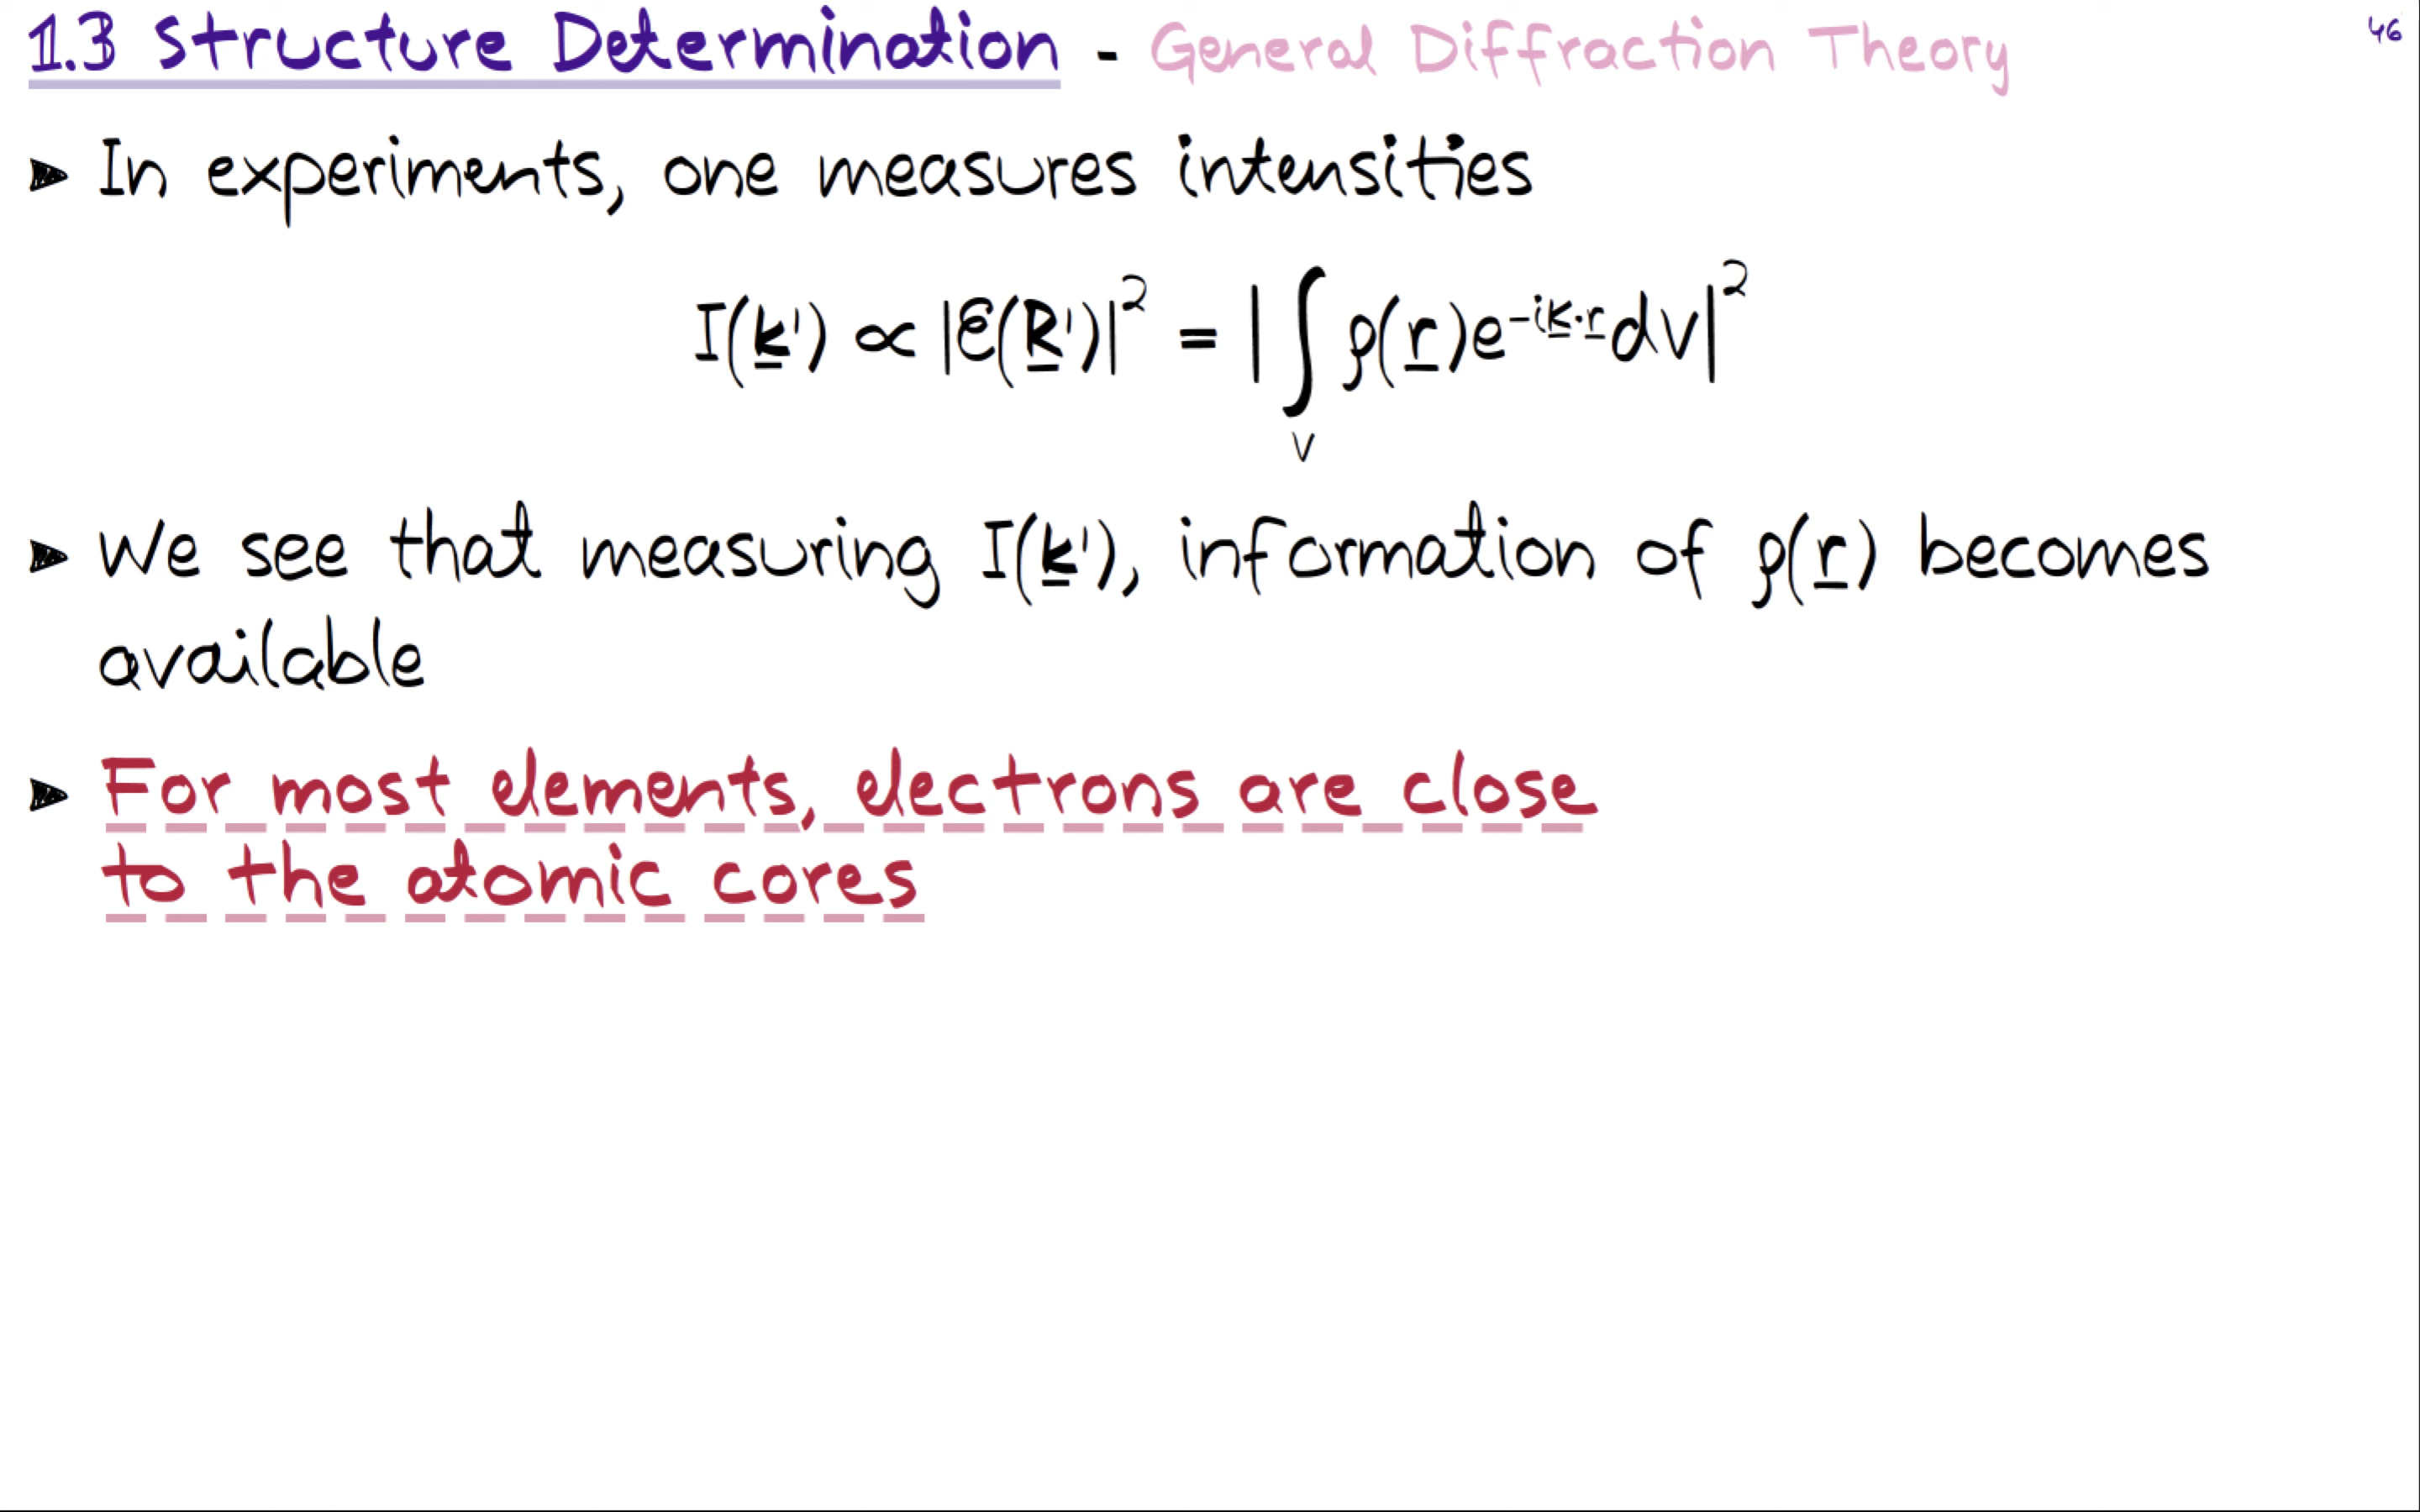 1.3 Structure Determination - General Diffraction Theory
46
▶ In experiments, one measures intensities
I(k') ∝ |ℰ(R')|² = |∫ᵥ ρ(r)e^{-ik·r}dV|²
▶ We see that measuring I(k'), information of ρ(r) becomes
available
▶ For most elements, electrons are close
to the atomic cores